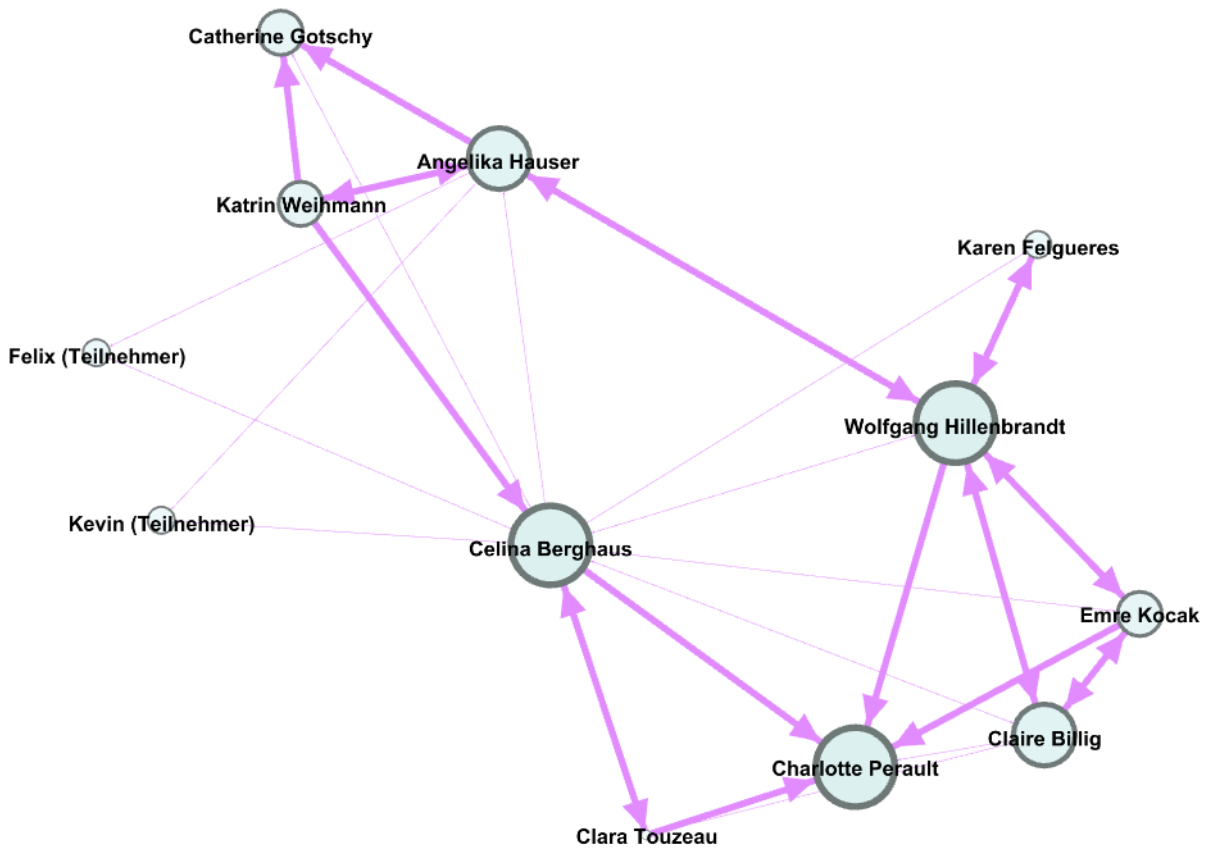 Catherine Gotschy
Angelika Hauser
Katrin Weihmann
Karen Felgueres
Felix (Teilnehmer)
Wolfgang Hillenbrandt
Kevin (Teilnehmer)
Celina Berghaus
Emre Kocak
Claire Billig
Charlotte Perault
Clara Touzeau